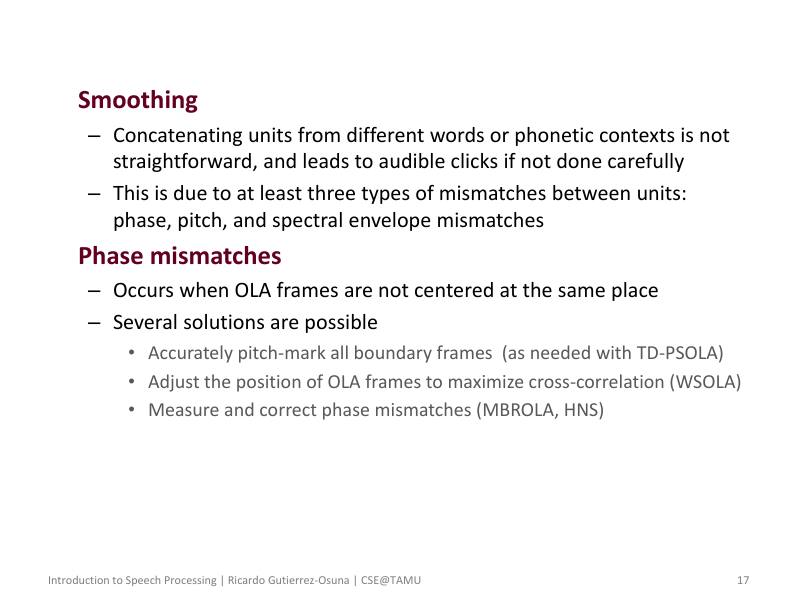 Smoothing
– Concatenating units from different words or phonetic contexts is not
straightforward, and leads to audible clicks if not done carefully
– This is due to at least three types of mismatches between units:
phase, pitch, and spectral envelope mismatches
Phase mismatches
– Occurs when OLA frames are not centered at the same place
– Several solutions are possible
• Accurately pitch-mark all boundary frames  (as needed with TD-PSOLA)
• Adjust the position of OLA frames to maximize cross-correlation (WSOLA)
• Measure and correct phase mismatches (MBROLA, HNS)
Introduction to Speech Processing | Ricardo Gutierrez-Osuna | CSE@TAMU
17